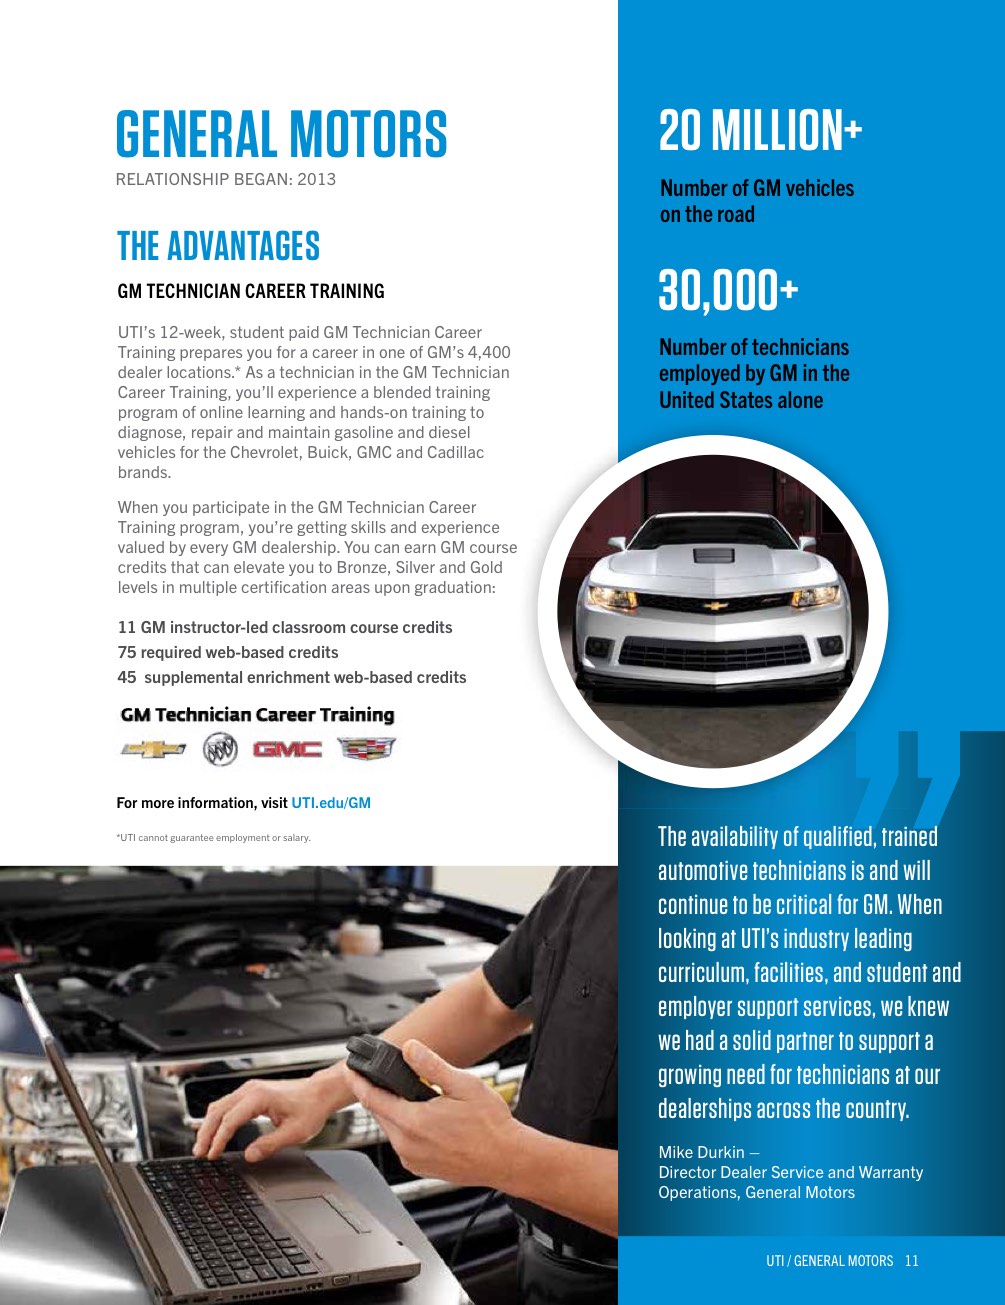 GENERAL MOTORS
RELATIONSHIP BEGAN: 2013
THE ADVANTAGES
GM TECHNICIAN CAREER TRAINING
UTI’s 12-week, student paid GM Technician Career
Training prepares you for a career in one of GM’s 4,400
dealer locations.* As a technician in the GM Technician
Career Training, you’ll experience a blended training
program of online learning and hands-on training to
diagnose, repair and maintain gasoline and diesel
vehicles for the Chevrolet, Buick, GMC and Cadillac
brands.
When you participate in the GM Technician Career
Training program, you’re getting skills and experience
valued by every GM dealership. You can earn GM course
credits that can elevate you to Bronze, Silver and Gold
levels in multiple certification areas upon graduation:
11 GM instructor-led classroom course credits
75 required web-based credits
45 supplemental enrichment web-based credits
GM Technician Career Training
GMC
For more information, visit UTI.edu/GM
*UTI cannot guarantee employment or salary.
20 MILLION+
Number of GM vehicles
on the road
30,000+
Number of technicians
employed by GM in the
United States alone
”
The availability of qualified, trained
automotive technicians is and will
continue to be critical for GM. When
looking at UTI’s industry leading
curriculum, facilities, and student and
employer support services, we knew
we had a solid partner to support a
growing need for technicians at our
dealerships across the country.
Mike Durkin –
Director Dealer Service and Warranty
Operations, General Motors
UTI / GENERAL MOTORS 11